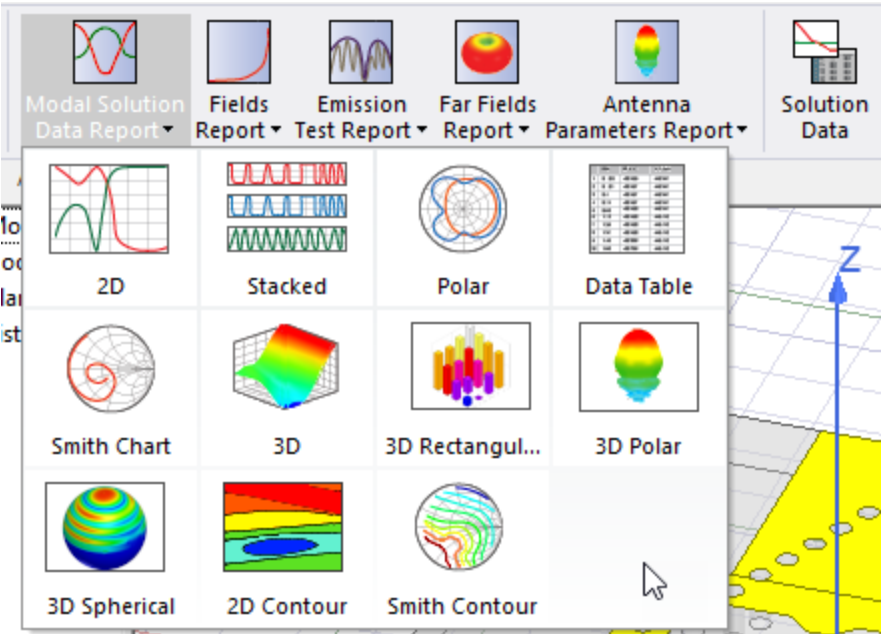 Modal Solution
Data Report
Fields
Report
Emission
Test Report
Far Fields
Report
Antenna
Parameters Report
Solution
Data
2D
Stacked
Polar
Data Table
Smith Chart
3D
3D Rectangul...
3D Polar
3D Spherical
2D Contour
Smith Contour
Z